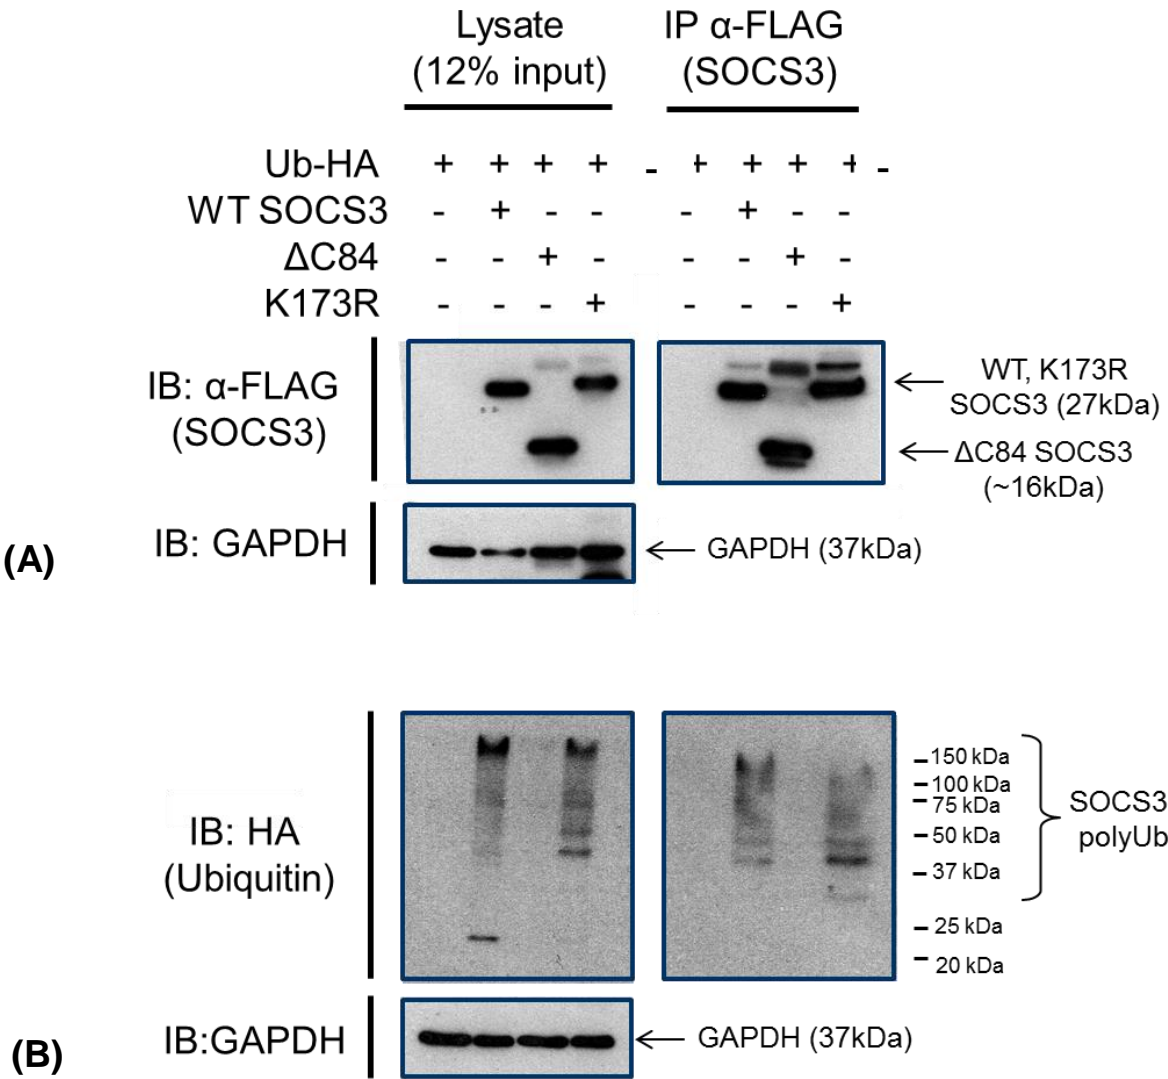 Lysate
(12% input)
IP α-FLAG
(SOCS3)
Ub-HA + + + + - + + + + -
WT SOCS3 - + - - - + - -
ΔC84 - - + - - - + -
K173R - - - + - - - +
IB: α-FLAG
(SOCS3)
WT, K173R
SOCS3 (27kDa)
ΔC84 SOCS3
(~16kDa)
(A)
IB: GAPDH
GAPDH (37kDa)
IB: HA
(Ubiquitin)
150 kDa
100 kDa
75 kDa
50 kDa
37 kDa
25 kDa
20 kDa
SOCS3
polyUb
(B)
IB:GAPDH
GAPDH (37kDa)